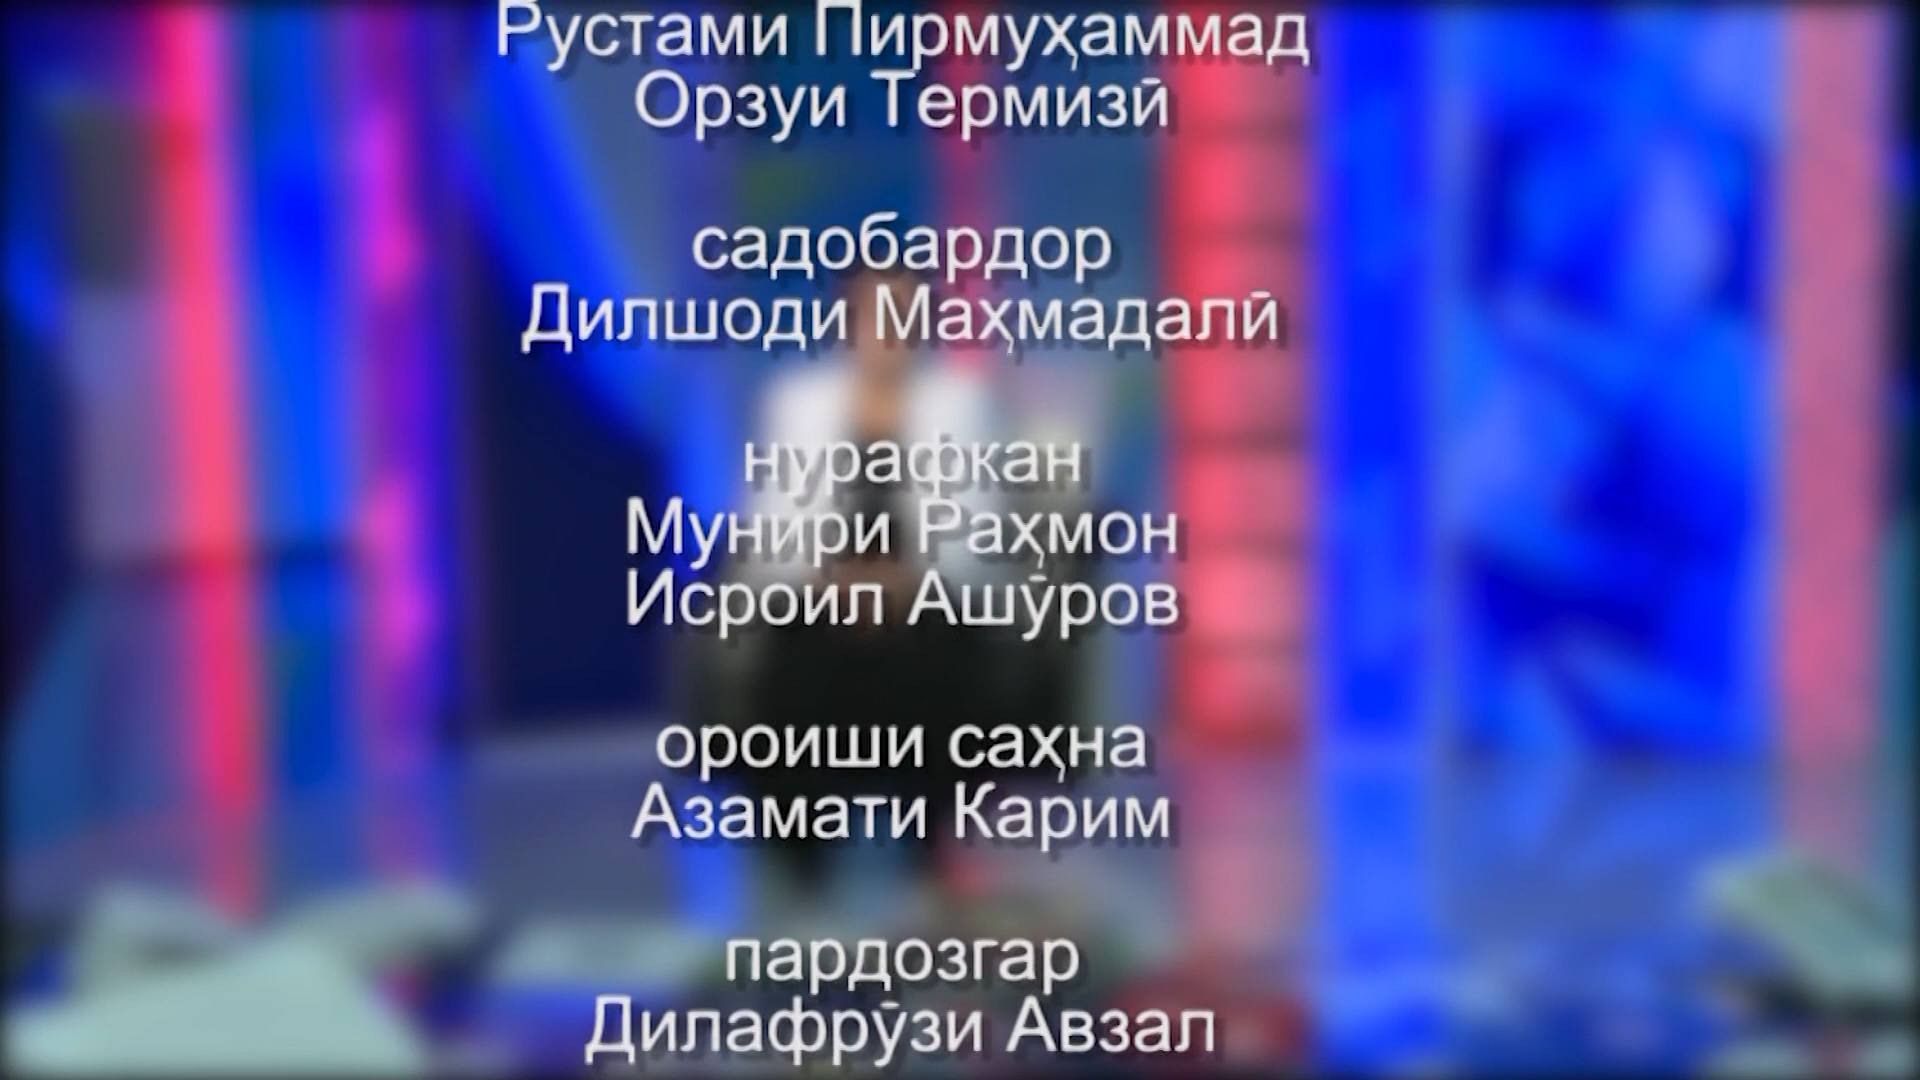 Рустами Пирмуҳаммад
Орзуи Термизӣ
садобардор
Дилшоди Маҳмадалӣ
нурафкан
Мунири Раҳмон
Исроил Ашӯров
ороиши саҳна
Азамати Карим
пардозгар
Дилафрӯзи Авзал